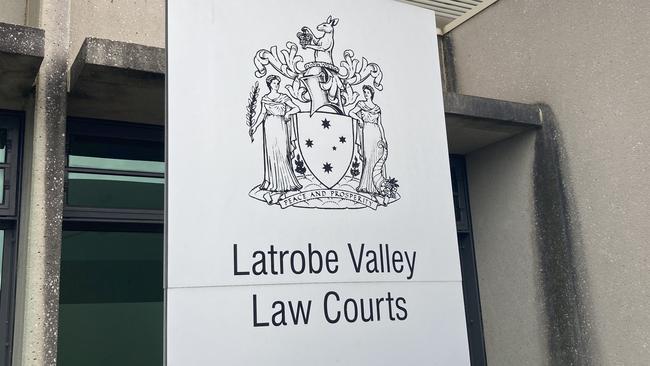 PEACE AND PROSPERITY
Latrobe Valley
Law Courts